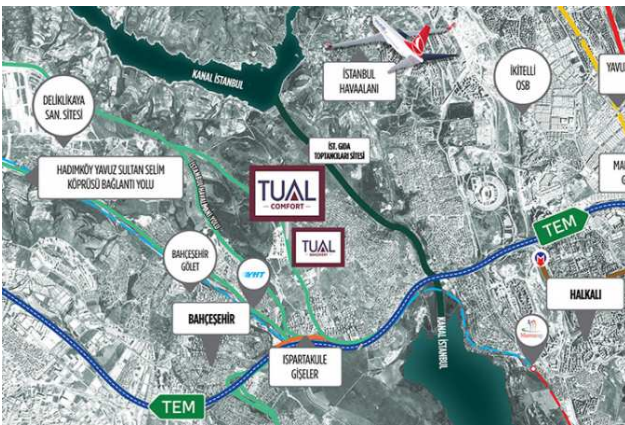 KANAL İSTANBUL
İSTANBUL
HAVAALANI
İKİTELLİ
OSB
YAVU
DELİKLİKAYA
SAN. SİTESİ
İST. GIDA
TOPTANCILARI SİTESİ
HADIMKÖY YAVUZ SULTAN SELİM
KÖPRÜSÜ BAĞLANTI YOLU
TUAL
COMFORT
TUAL
BAHÇEŞEHİR
GÖLET
YHT
BAHÇEŞEHİR
TEM
HALKALI
KANAL İSTANBUL
ISPARTAKULE
GİŞELER
TEM